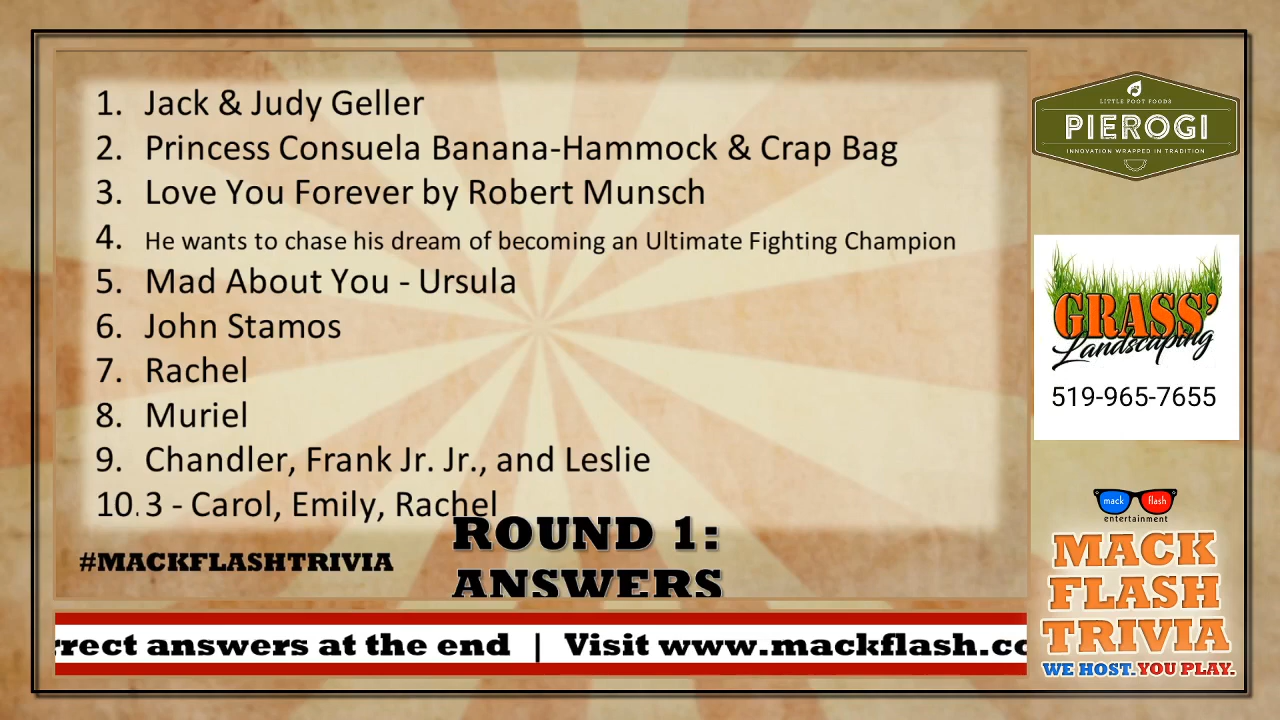 1. Jack & Judy Geller
2. Princess Consuela Banana-Hammock & Crap Bag
3. Love You Forever by Robert Munsch
4. He wants to chase his dream of becoming an Ultimate Fighting Champion
5. Mad About You - Ursula
6. John Stamos
7. Rachel
8. Muriel
9. Chandler, Frank Jr. Jr., and Leslie
10. 3 - Carol, Emily, Rachel
ROUND 1:
ANSWERS
#MACKFLASHTRIVIA
rrect answers at the end | Visit www.mackflash.co
LITTLE FOOT FOODS
PIEROGI
INNOVATION WRAPPED IN TRADITION
GRASS'
Landscaping
519-965-7655
mack flash
entertainment
MACK
FLASH
TRIVIA
WE HOST. YOU PLAY.